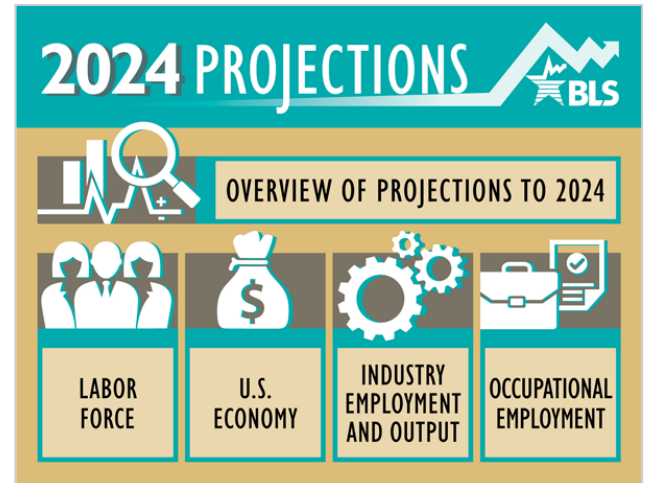 2024 PROJECTIONS
BLS
OVERVIEW OF PROJECTIONS TO 2024
$
LABOR
FORCE
U.S.
ECONOMY
INDUSTRY
EMPLOYMENT
AND OUTPUT
OCCUPATIONAL
EMPLOYMENT